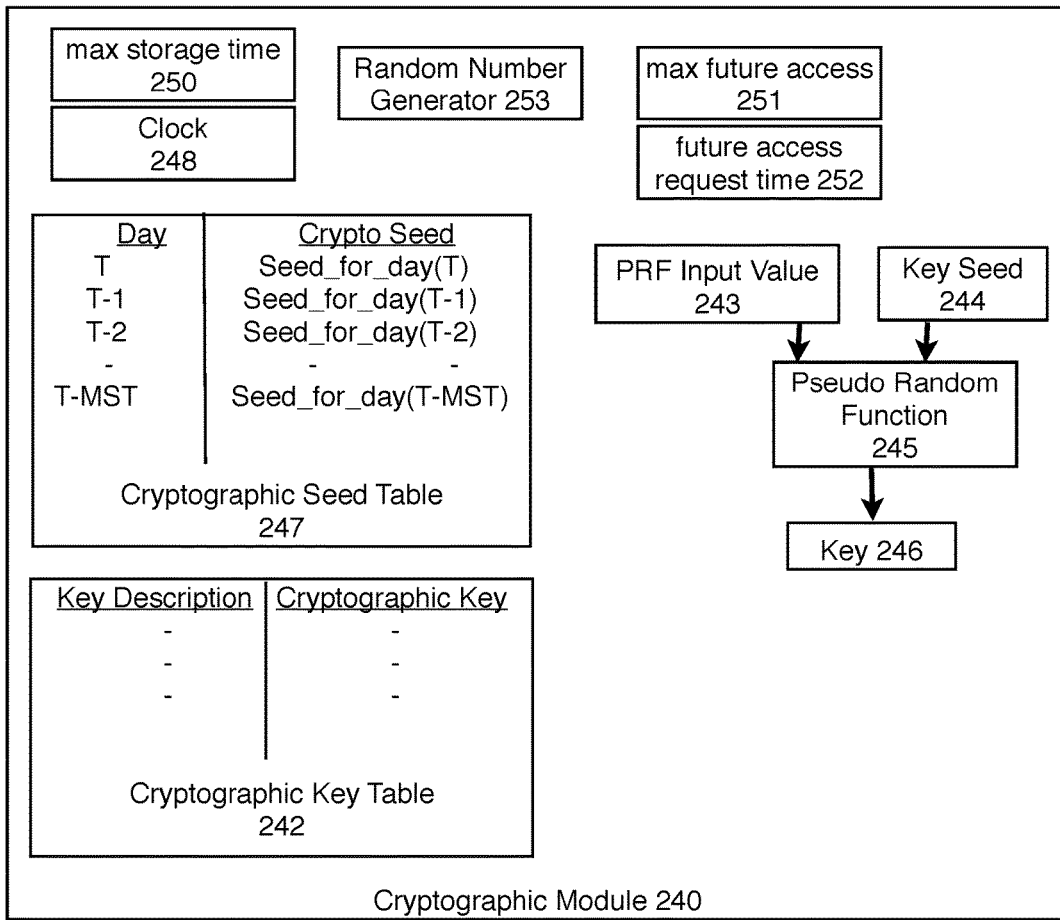 max storage time
250
Clock
248
Random Number
Generator 253
max future access
251
future access
request time 252
Day Crypto Seed
T Seed_for_day(T)
T-1 Seed_for_day(T-1)
T-2 Seed_for_day(T-2)
- - -
T-MST Seed_for_day(T-MST)
Cryptographic Seed Table
247
PRF Input Value
243
Key Seed
244
Pseudo Random
Function
245
Key 246
Key Description Cryptographic Key
- -
- -
- -
Cryptographic Key Table
242
Cryptographic Module 240